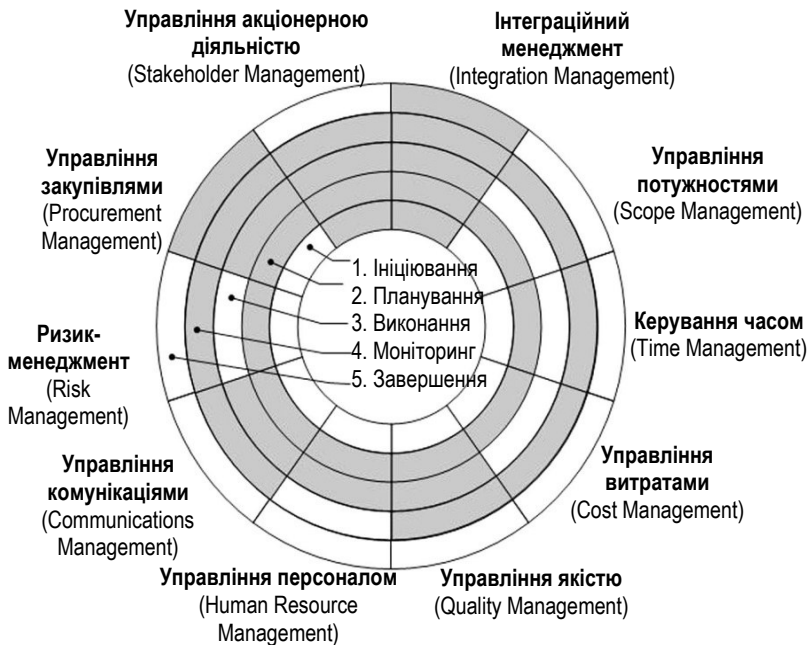 Управління акціонерною
діяльністю
(Stakeholder Management)
Інтеграційний
менеджмент
(Integration Management)
Управління
закупівлями
(Procurement
Management)
Управління
потужностями
(Scope Management)
1. Ініціювання
2. Планування
3. Виконання
4. Моніторинг
5. Завершення
Ризик-
менеджмент
(Risk
Management)
Керування часом
(Time Management)
Управління
комунікаціями
(Communications
Management)
Управління
витратами
(Cost Management)
Управління персоналом
(Human Resource
Management)
Управління якістю
(Quality Management)